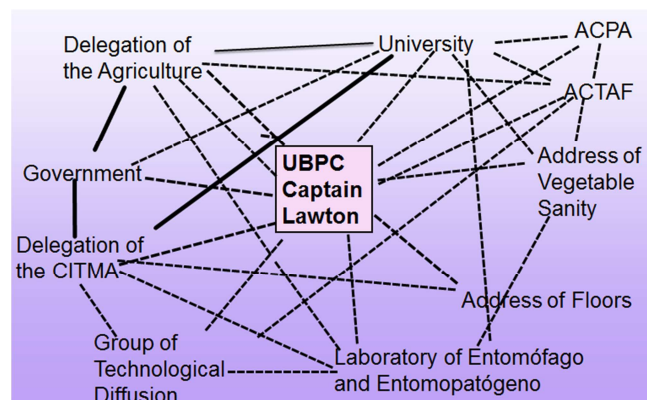 Delegation of
the Agriculture
University
ACPA
ACTAF
Government
UBPC
Captain
Lawton
Address of
Vegetable
Sanity
Delegation of
the CITMA
Address of Floors
Group of
Technological
Diffusion
Laboratory of Entomófago
and Entomopatógeno